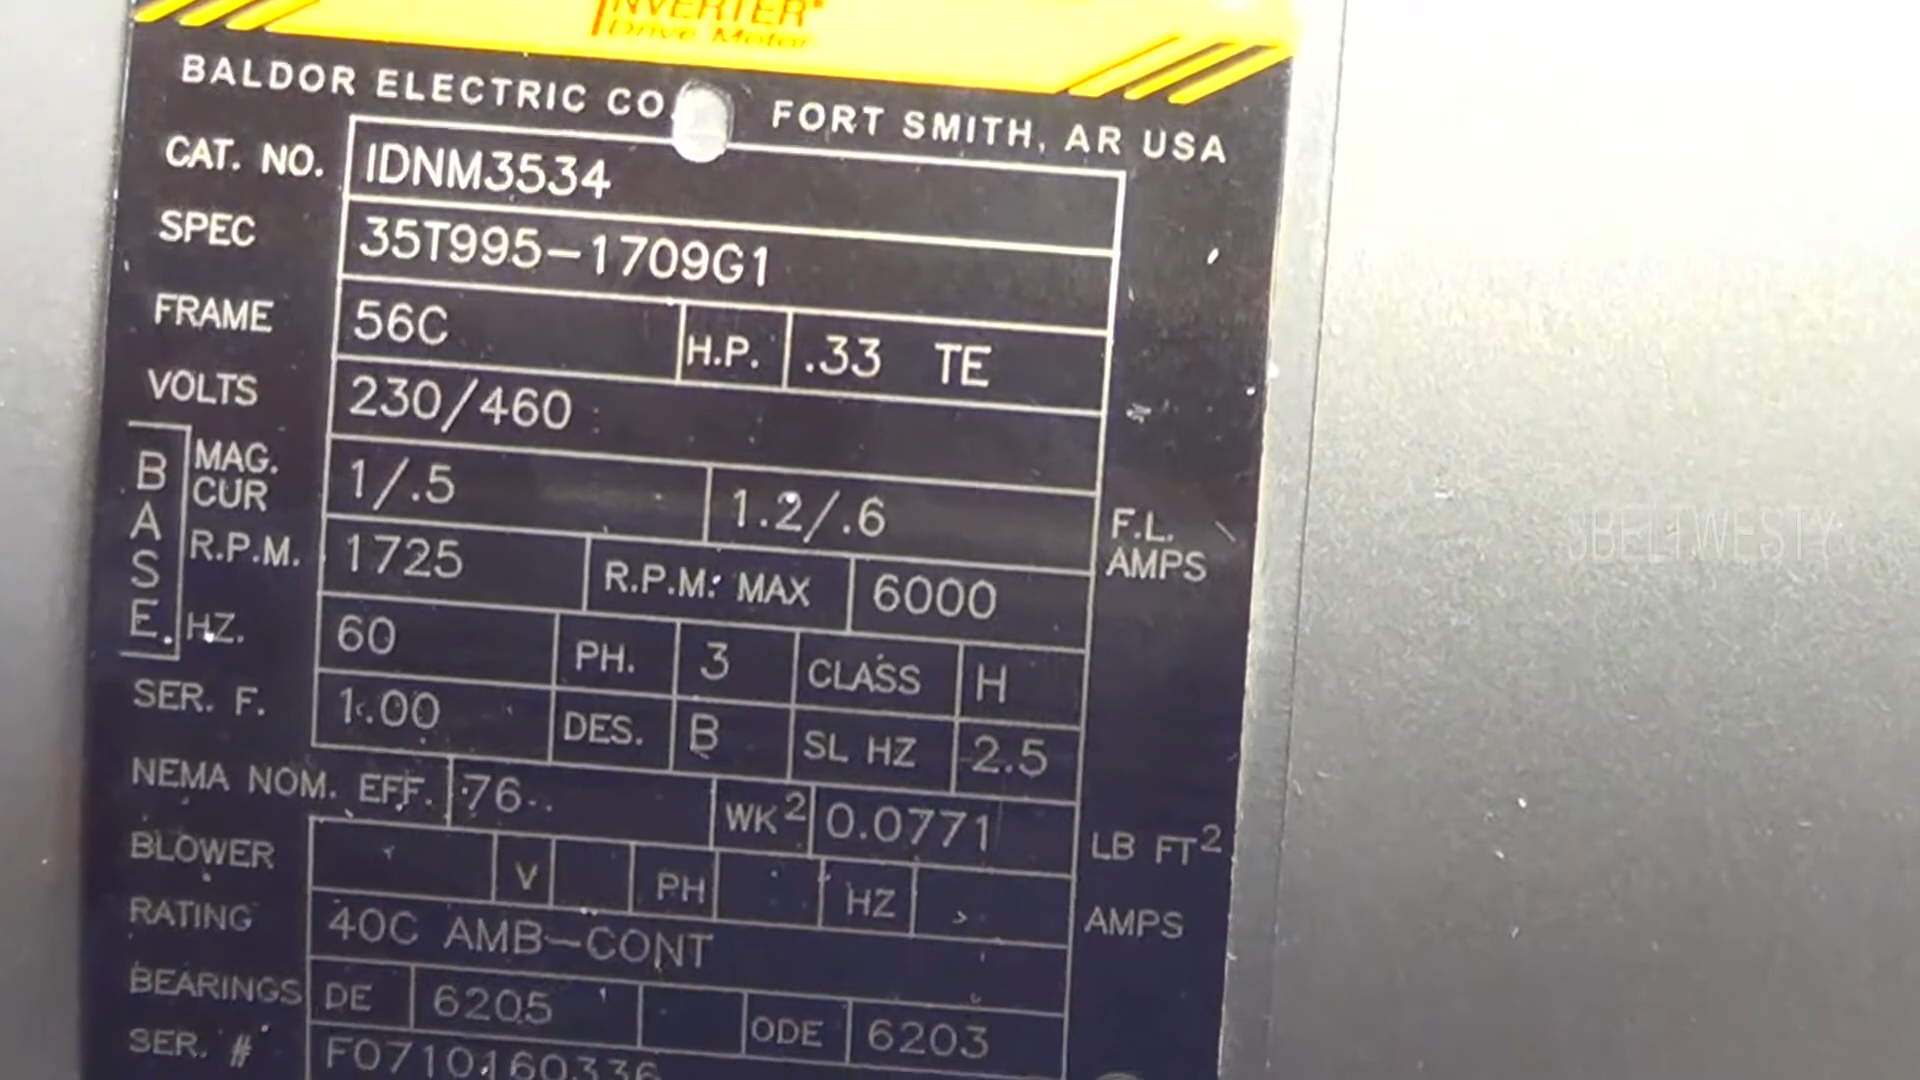 INVERTER®
Drive Motor
BALDOR ELECTRIC CO. FORT SMITH, AR USA
CAT. NO. IDNM3534
SPEC 35T995-1709G1
FRAME 56C H.P. .33 TE
VOLTS 230/460
BASE MAG. CUR 1/.5 1.2/.6 F.L. AMPS
R.P.M. 1725 R.P.M. MAX 6000
HZ. 60 PH. 3 CLASS H
SER. F. 1.00 DES. B SL HZ 2.5
NEMA NOM. EFF. 76 WK2 0.0771 LB FT2
BLOWER V PH HZ AMPS
RATING 40C AMB-CONT
BEARINGS DE 6205 ODE 6203
SER. # F0710160336